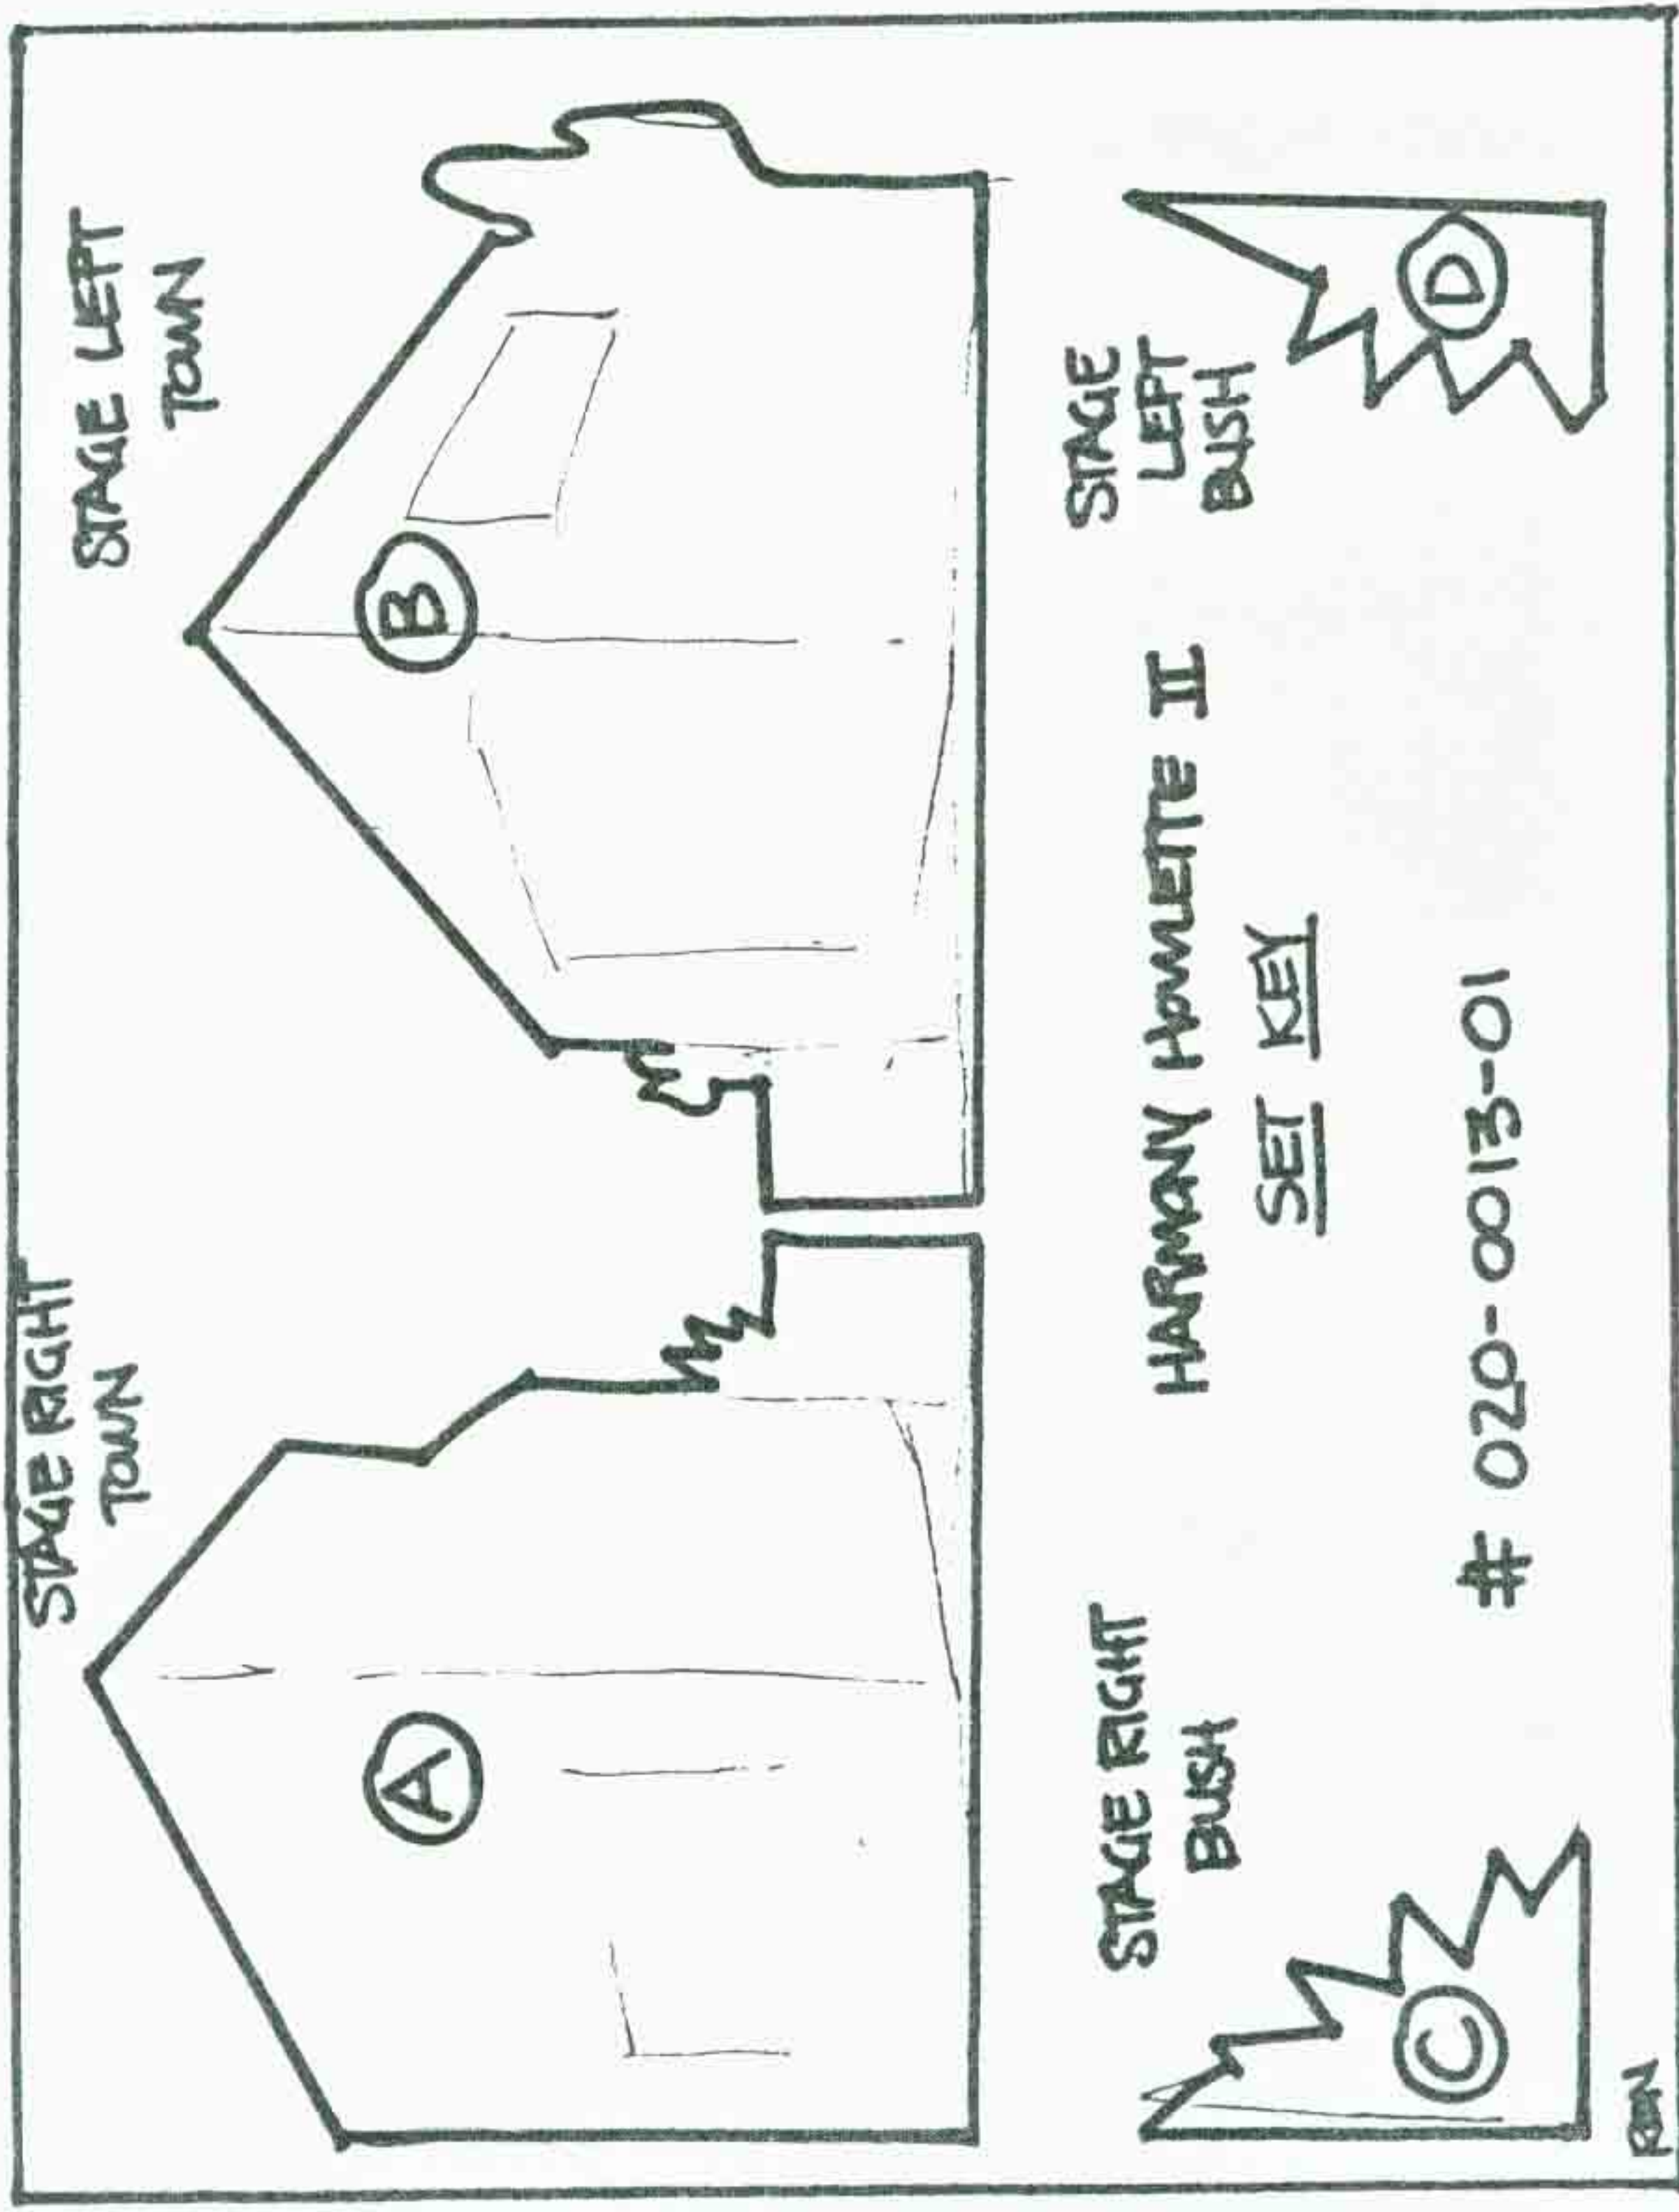 STAGE RIGHT
TOWN
STAGE LEFT
TOWN
A
B
STAGE RIGHT
BUSH
STAGE
LEFT
BUSH
HARMONY HOWLETTE II
SET KEY
C
D
# 020-0013-01